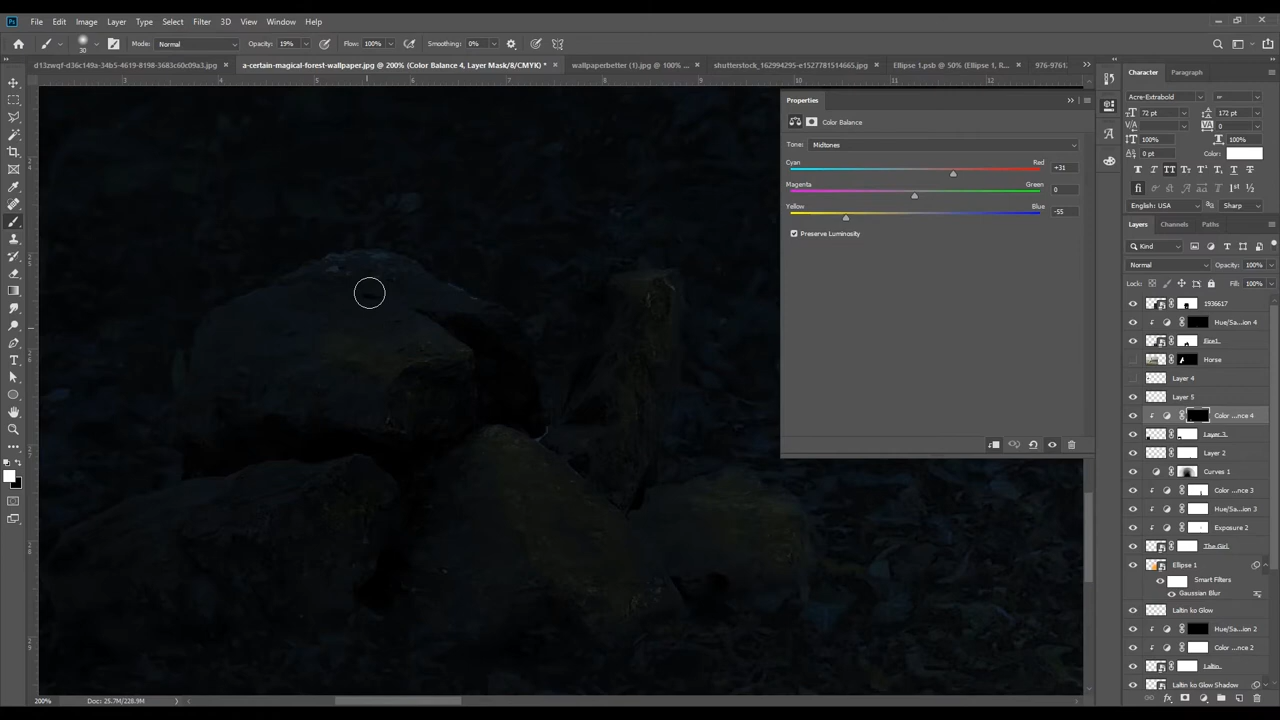 File Edit Image Layer Type Select Filter 3D View Window Help
30 Mode: Normal Opacity: 19% Flow: 100% Smoothing: 0%
d13zwqf-d36c149a-34b5-4b81-8198-3683c60c09a3.jpg × a-certain-magical-forest-wallpaper.jpg @ 200% (Color Balance 4, Layer Mask/8/CMYK) * × wallpaperbetter (1).jpg @ 100% ... × shutterstock_162994295-e1527781514665.jpg × Ellipse 1.psb @ 50% (Ellipse 1, R... × 976-9761.
Properties
Color Balance
Tone: Midtones
Cyan Red +31
Magenta Green 0
Yellow Blue -55
Preserve Luminosity
Character Paragraph
Acre-Extrabold
72 pt 172 pt
0
100% 100%
0 pt Color:
English: USA Sharp
Layers Channels Paths
Kind
Normal Opacity: 100%
Lock: Fill: 100%
1936617
Hue/Sa...ion 4
Horse
Layer 4
Layer 5
Color ...nce 4
Layer 3
Layer 2
Curves 1
Color ...nce 3
Hue/Sa...ion 3
Exposure 2
The Girl
Ellipse 1
Smart Filters
Gaussian Blur
Laltin ko Glow
Hue/Sa...ion 2
Color ...nce 2
Laltin
Laltin ko Glow Shadow
200% Doc: 25.7M/228.9M